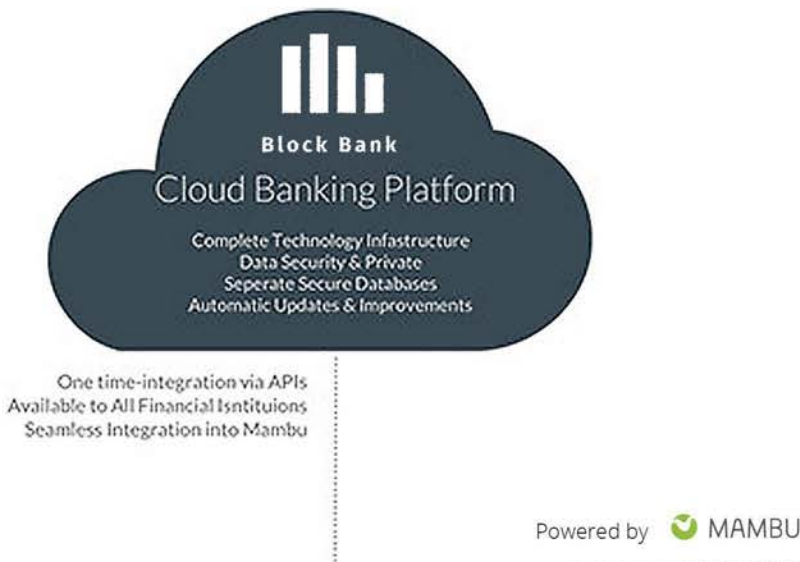 Block Bank
Cloud Banking Platform
Complete Technology Infastructure
Data Security & Private
Seperate Secure Databases
Automatic Updates & Improvements
One time-integration via APIs
Available to All Financial Isntituions
Seamless Integration into Mambu
Powered by MAMBU